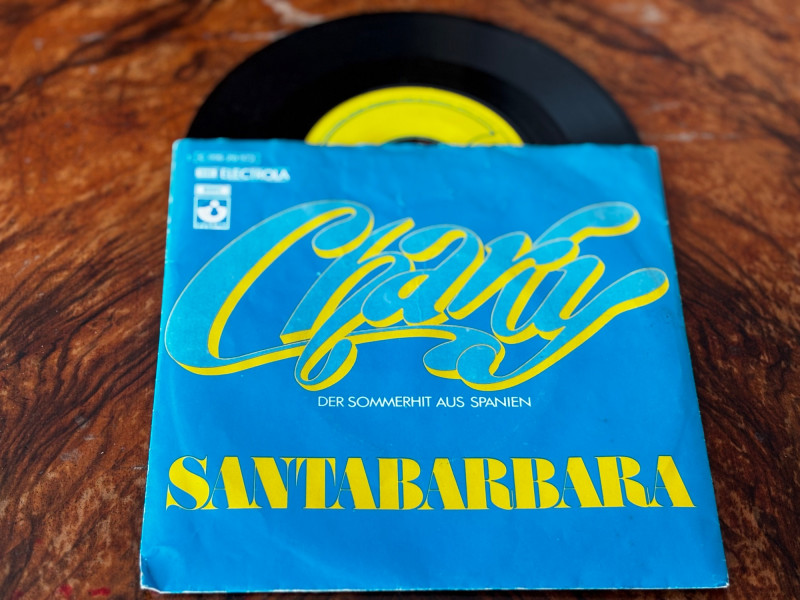 ELECTROLA
Charly
DER SOMMERHIT AUS SPANIEN
SANTABARBARA